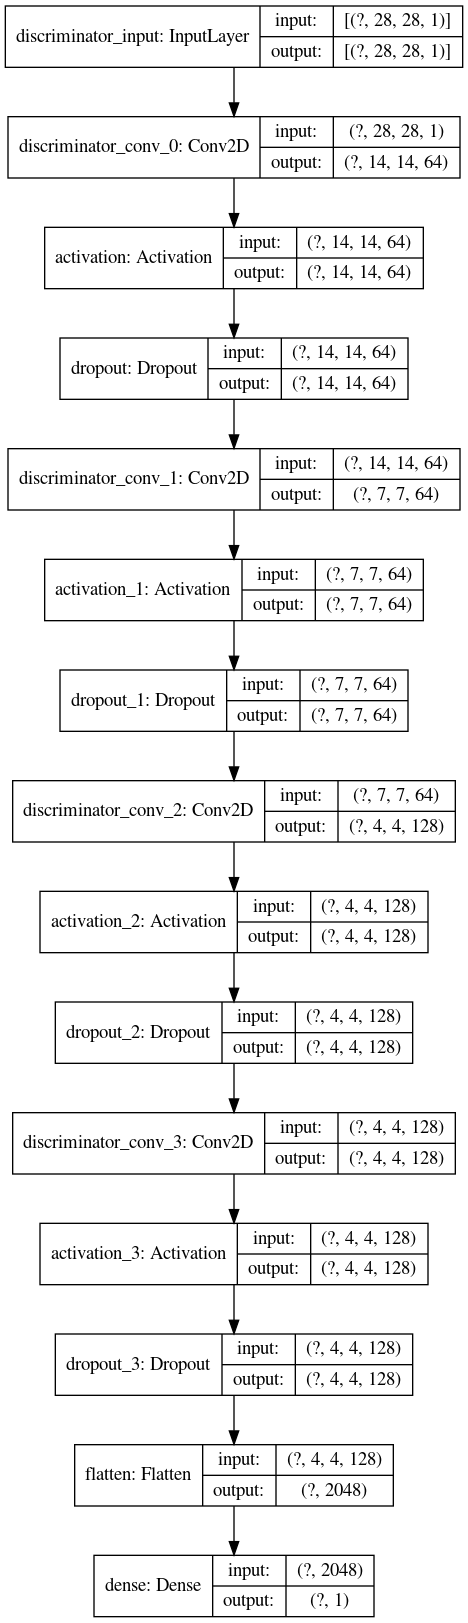 discriminator_input: InputLayer
input: [(?, 28, 28, 1)]
output: [(?, 28, 28, 1)]
discriminator_conv_0: Conv2D
input: (?, 28, 28, 1)
output: (?, 14, 14, 64)
activation: Activation
input: (?, 14, 14, 64)
output: (?, 14, 14, 64)
dropout: Dropout
input: (?, 14, 14, 64)
output: (?, 14, 14, 64)
discriminator_conv_1: Conv2D
input: (?, 14, 14, 64)
output: (?, 7, 7, 64)
activation_1: Activation
input: (?, 7, 7, 64)
output: (?, 7, 7, 64)
dropout_1: Dropout
input: (?, 7, 7, 64)
output: (?, 7, 7, 64)
discriminator_conv_2: Conv2D
input: (?, 7, 7, 64)
output: (?, 4, 4, 128)
activation_2: Activation
input: (?, 4, 4, 128)
output: (?, 4, 4, 128)
dropout_2: Dropout
input: (?, 4, 4, 128)
output: (?, 4, 4, 128)
discriminator_conv_3: Conv2D
input: (?, 4, 4, 128)
output: (?, 4, 4, 128)
activation_3: Activation
input: (?, 4, 4, 128)
output: (?, 4, 4, 128)
dropout_3: Dropout
input: (?, 4, 4, 128)
output: (?, 4, 4, 128)
flatten: Flatten
input: (?, 4, 4, 128)
output: (?, 2048)
dense: Dense
input: (?, 2048)
output: (?, 1)